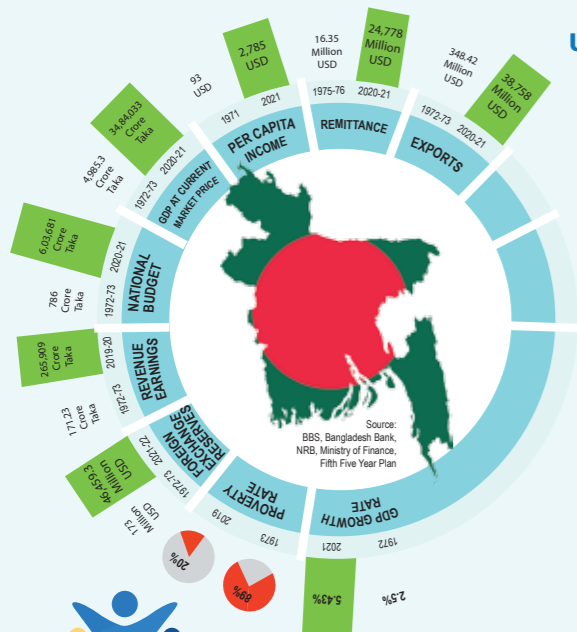 93
USD
2,785
USD
1971
2021
PER CAPITA
INCOME
16.35
Million
USD
24,778
Million
USD
1975-76
2020-21
REMITTANCE
348.42
Million
USD
38,758
Million
USD
1972-73
2020-21
EXPORTS
4,985.3
Crore
Taka
34,84,033
Crore
Taka
1972-73
2020-21
GDP AT CURRENT
MARKET PRICE
786
Crore
Taka
6,03,681
Crore
Taka
1972-73
2020-21
NATIONAL
BUDGET
171.23
Crore
Taka
265,909
Crore
Taka
1972-73
2019-20
REVENUE
EARNINGS
173
Million
USD
46,459.3
Million
USD
1972-73
2021-22
FOREIGN
EXCHANGES
RESERVES
20%
89%
2019
1973
PROVERTY
RATE
5.43%
2.5%
2021
1972
GDP GROWTH
RATE
Source:
BBS, Bangladesh Bank,
NRB, Ministry of Finance,
Fifth Five Year Plan